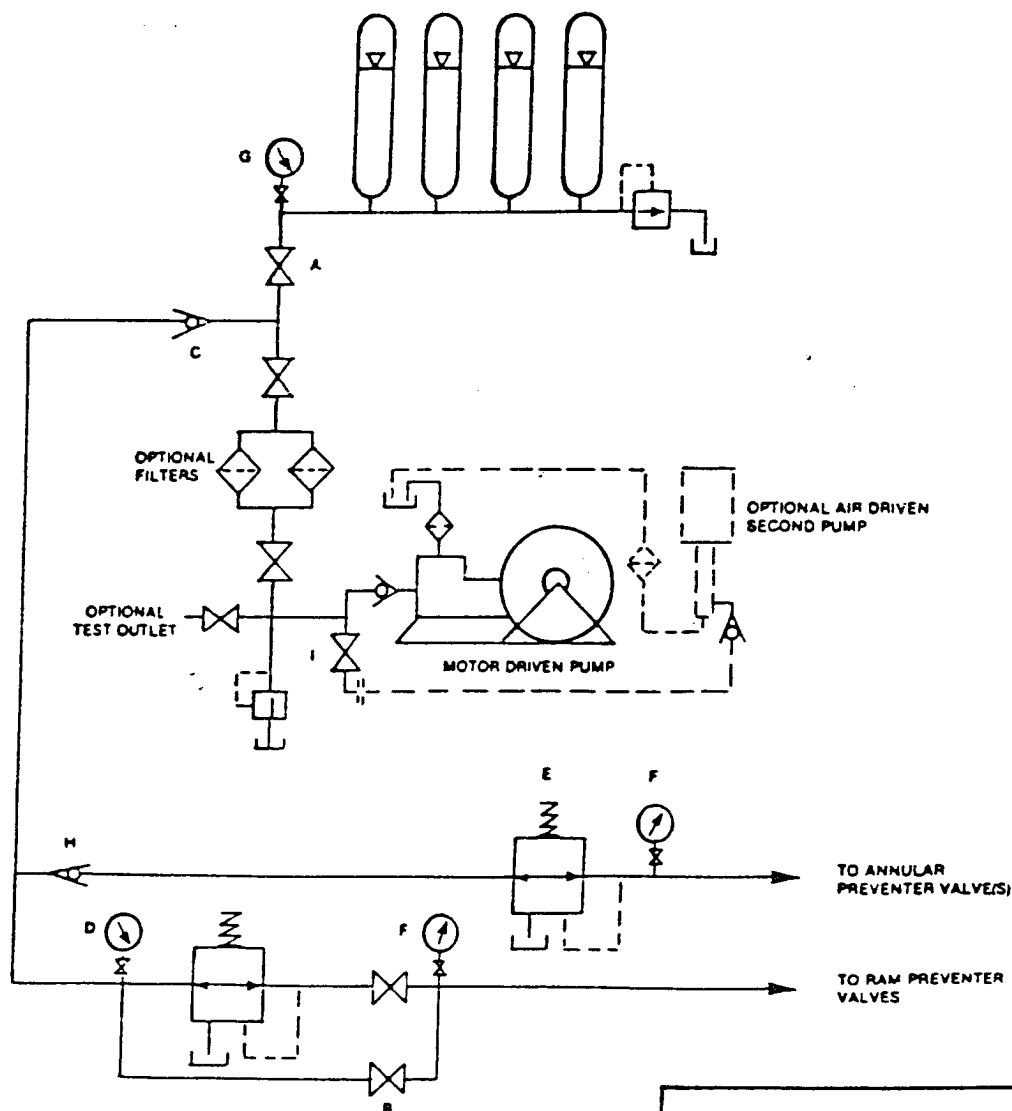 G
A
C
OPTIONAL
FILTERS
OPTIONAL AIR DRIVEN
SECOND PUMP
OPTIONAL
TEST OUTLET
I
MOTOR DRIVEN PUMP
E
F
H
TO ANNULAR
PREVENTER VALVE(S)
D
F
TO RAM PREVENTER
VALVES
B